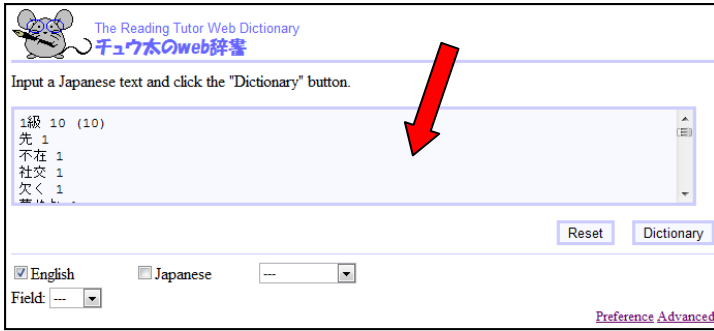 The Reading Tutor Web Dictionary
チュウ太のweb辞書
Input a Japanese text and click the "Dictionary" button.
1級 10 (10)
先 1
不在 1
社交 1
欠く 1
Reset Dictionary
English Japanese ---
Field: ---
Preference Advanced